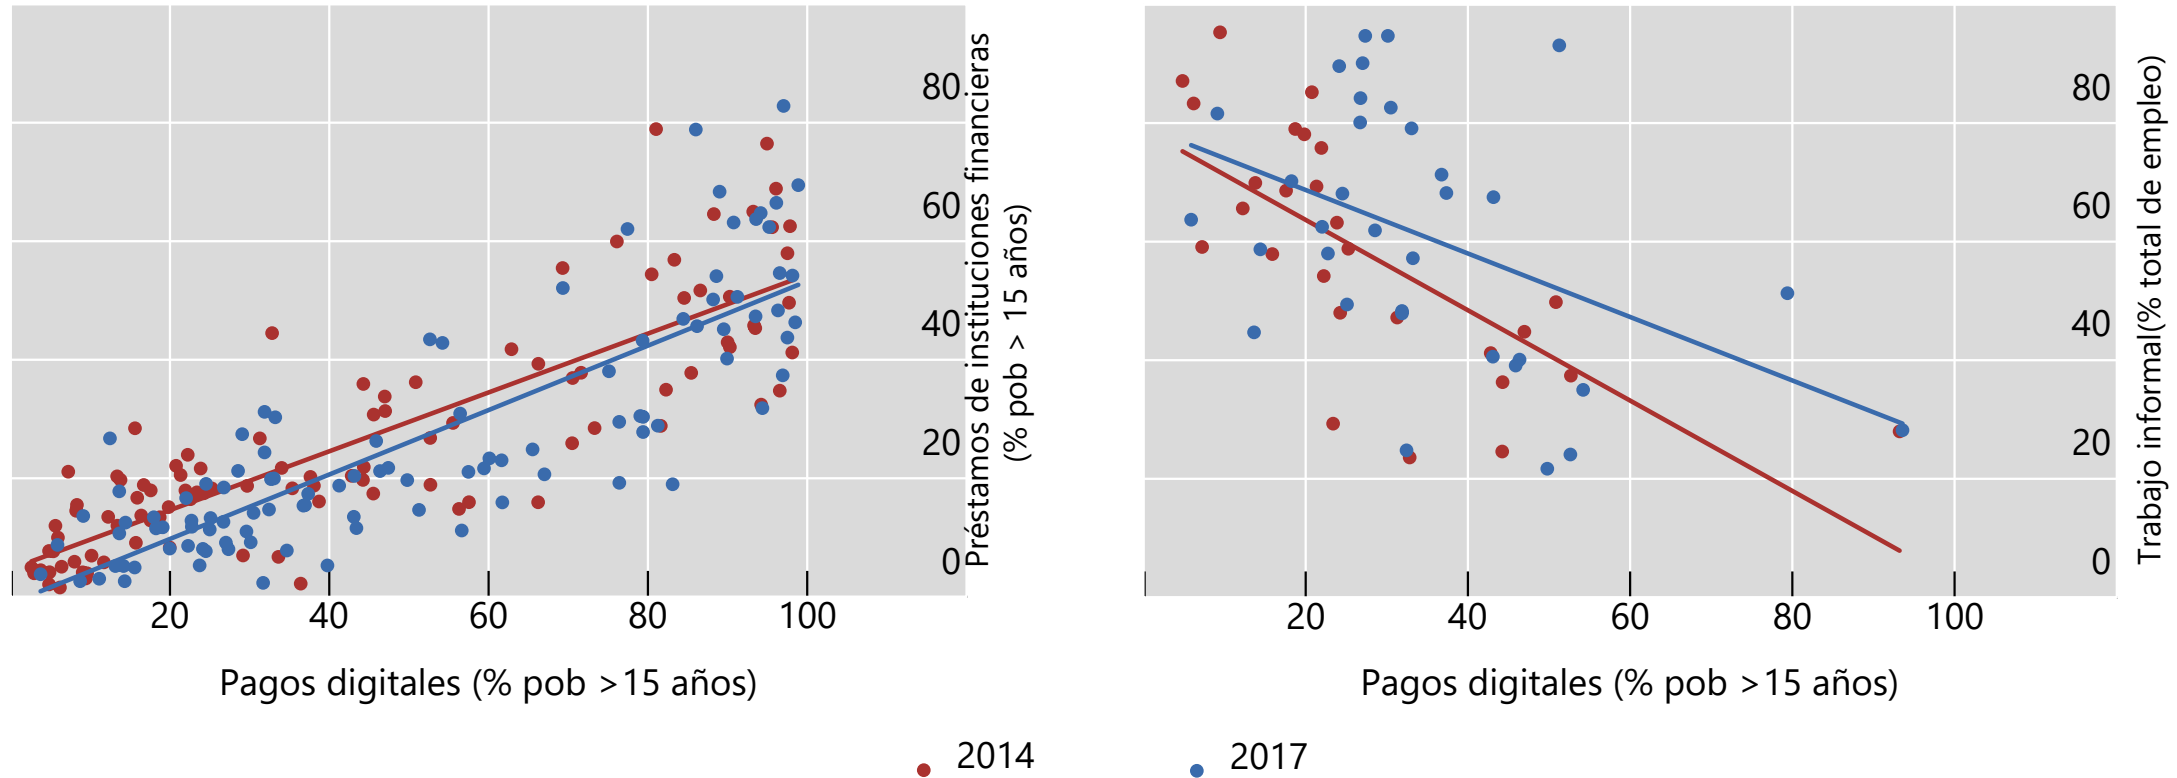 80
60
40
20
0
Préstamos de instituciones financieras
(% pob > 15 años)
20 40 60 80 100
Pagos digitales (% pob >15 años)
80
60
40
20
0
Trabajo informal(% total de empleo)
20 40 60 80 100
Pagos digitales (% pob >15 años)
2014 2017